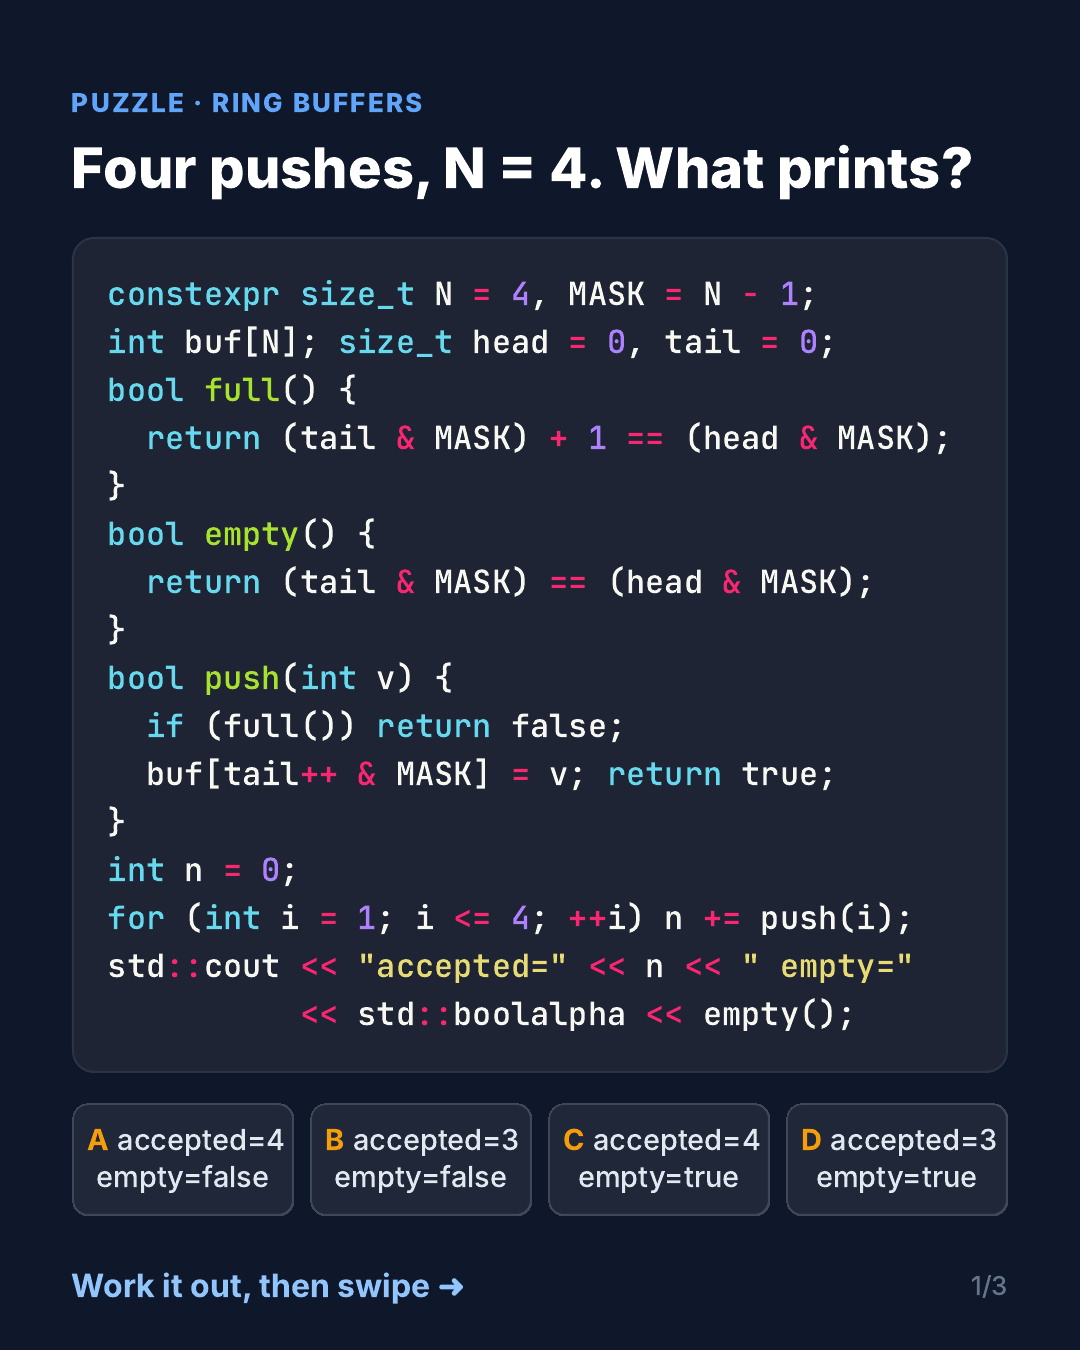 PUZZLE · RING BUFFERS
Four pushes, N = 4. What prints?
constexpr size_t N = 4, MASK = N - 1;
int buf[N]; size_t head = 0, tail = 0;
bool full() {
  return (tail & MASK) + 1 == (head & MASK);
}
bool empty() {
  return (tail & MASK) == (head & MASK);
}
bool push(int v) {
  if (full()) return false;
  buf[tail++ & MASK] = v; return true;
}
int n = 0;
for (int i = 1; i <= 4; ++i) n += push(i);
std::cout << "accepted=" << n << " empty="
          << std::boolalpha << empty();
A accepted=4
empty=false
B accepted=3
empty=false
C accepted=4
empty=true
D accepted=3
empty=true
Work it out, then swipe ➜
1/3